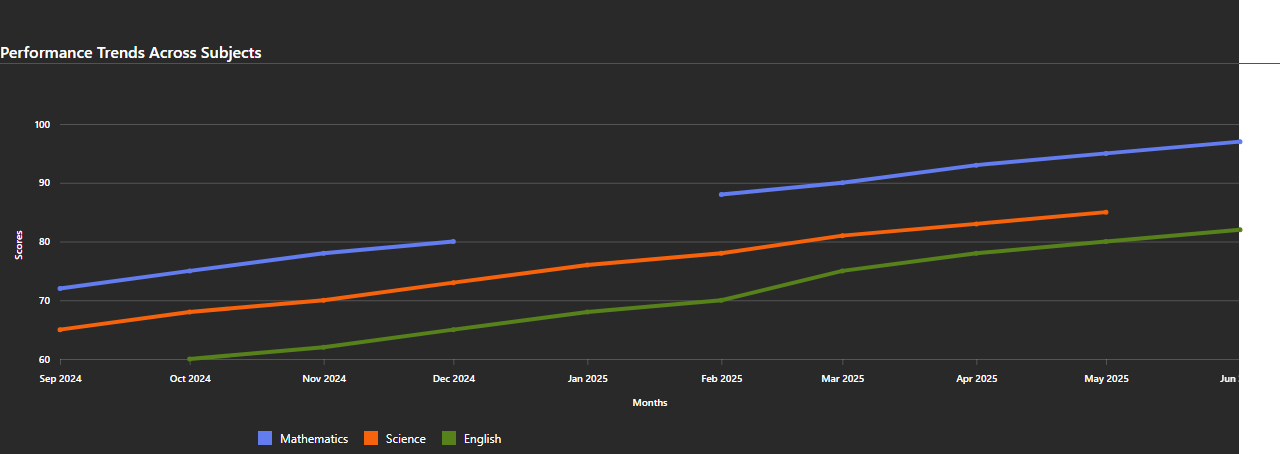 Performance Trends Across Subjects
100
90
80
70
60
Scores
Sep 2024 Oct 2024 Nov 2024 Dec 2024 Jan 2025 Feb 2025 Mar 2025 Apr 2025 May 2025 Jun
Months
Mathematics Science English